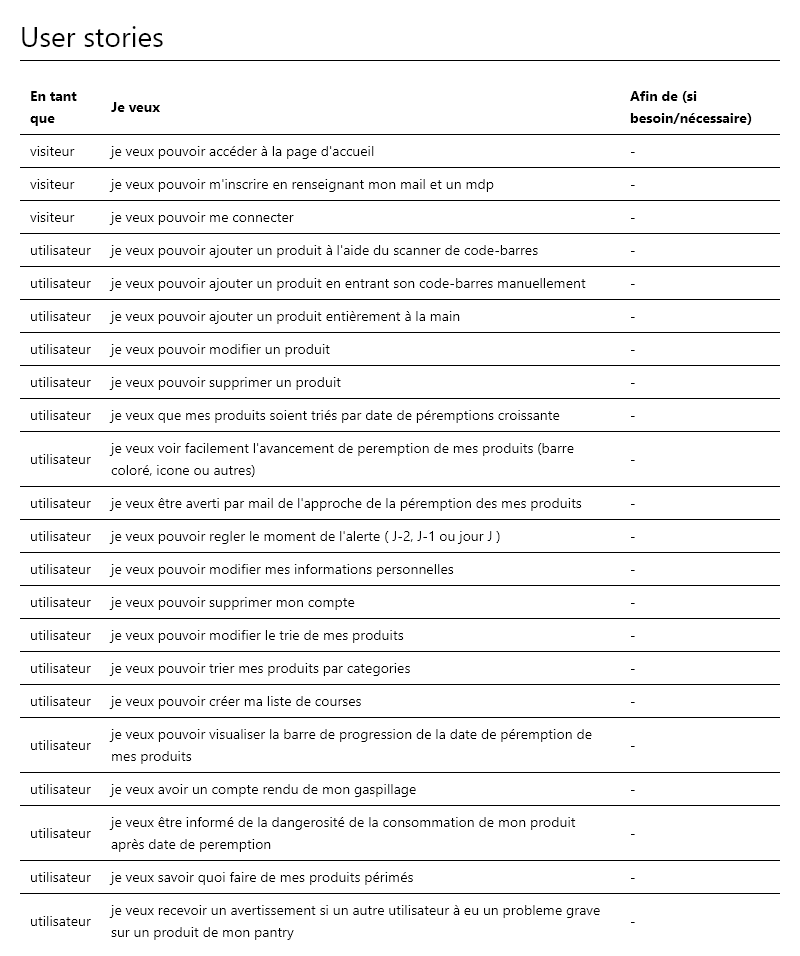 User stories
En tant
que
Je veux
Afin de (si
besoin/nécessaire)
visiteur je veux pouvoir accéder à la page d'accueil -
visiteur je veux pouvoir m'inscrire en renseignant mon mail et un mdp -
visiteur je veux pouvoir me connecter -
utilisateur je veux pouvoir ajouter un produit à l'aide du scanner de code-barres -
utilisateur je veux pouvoir ajouter un produit en entrant son code-barres manuellement -
utilisateur je veux pouvoir ajouter un produit entièrement à la main -
utilisateur je veux pouvoir modifier un produit -
utilisateur je veux pouvoir supprimer un produit -
utilisateur je veux que mes produits soient triés par date de péremptions croissante -
utilisateur je veux voir facilement l'avancement de peremption de mes produits (barre
coloré, icone ou autres) -
utilisateur je veux être averti par mail de l'approche de la péremption des mes produits -
utilisateur je veux pouvoir regler le moment de l'alerte ( J-2, J-1 ou jour J ) -
utilisateur je veux pouvoir modifier mes informations personnelles -
utilisateur je veux pouvoir supprimer mon compte -
utilisateur je veux pouvoir modifier le trie de mes produits -
utilisateur je veux pouvoir trier mes produits par categories -
utilisateur je veux pouvoir créer ma liste de courses -
utilisateur je veux pouvoir visualiser la barre de progression de la date de péremption de
mes produits -
utilisateur je veux avoir un compte rendu de mon gaspillage -
utilisateur je veux être informé de la dangerosité de la consommation de mon produit
après date de peremption -
utilisateur je veux savoir quoi faire de mes produits périmés -
utilisateur je veux recevoir un avertissement si un autre utilisateur à eu un probleme grave
sur un produit de mon pantry -